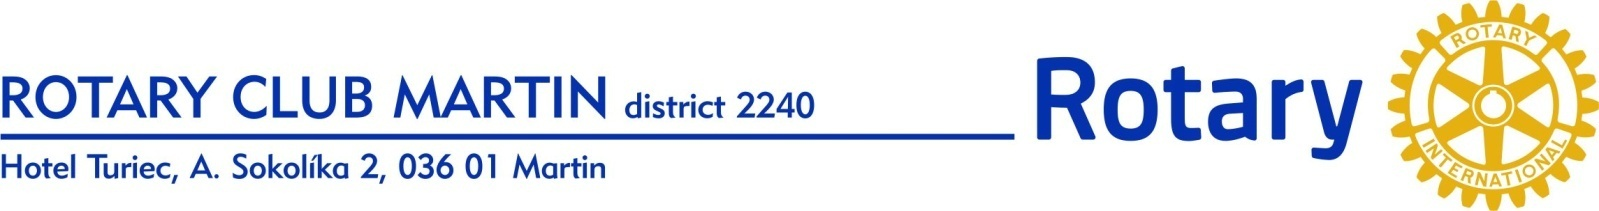 ROTARY CLUB MARTIN district 2240
Hotel Turiec, A. Sokolíka 2, 036 01 Martin
Rotary
ROTARY
INTERNATIONAL